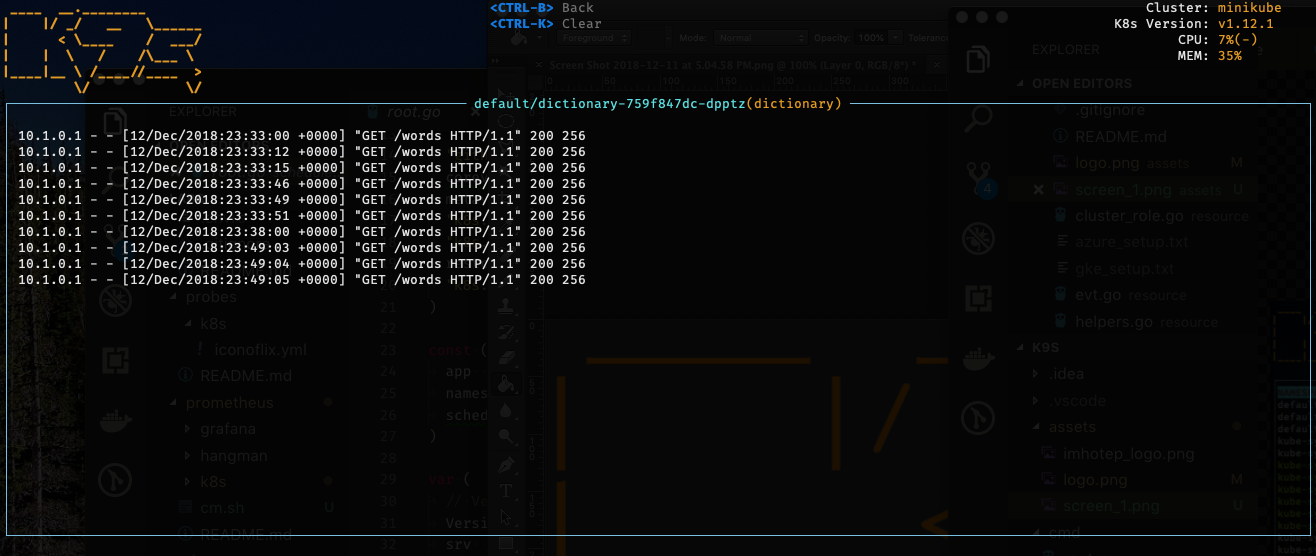 <CTRL-B> Back
<CTRL-K> Clear
Cluster: minikube
K8s Version: v1.12.1
CPU: 7%(-)
MEM: 35%
Foreground
Mode: Normal
Opacity: 100%
Screen Shot 2018-12-11 at 5.04.58 PM.png @ 100% (Layer 0, RGB/8*) *
0 50 100 150 200 250 300
default/dictionary-759f847dc-dpptz(dictionary)
10.1.0.1 - - [12/Dec/2018:23:33:00 +0000] "GET /words HTTP/1.1" 200 256
10.1.0.1 - - [12/Dec/2018:23:33:12 +0000] "GET /words HTTP/1.1" 200 256
10.1.0.1 - - [12/Dec/2018:23:33:15 +0000] "GET /words HTTP/1.1" 200 256
10.1.0.1 - - [12/Dec/2018:23:33:46 +0000] "GET /words HTTP/1.1" 200 256
10.1.0.1 - - [12/Dec/2018:23:33:49 +0000] "GET /words HTTP/1.1" 200 256
10.1.0.1 - - [12/Dec/2018:23:33:51 +0000] "GET /words HTTP/1.1" 200 256
10.1.0.1 - - [12/Dec/2018:23:38:00 +0000] "GET /words HTTP/1.1" 200 256
10.1.0.1 - - [12/Dec/2018:23:49:03 +0000] "GET /words HTTP/1.1" 200 256
10.1.0.1 - - [12/Dec/2018:23:49:04 +0000] "GET /words HTTP/1.1" 200 256
10.1.0.1 - - [12/Dec/2018:23:49:05 +0000] "GET /words HTTP/1.1" 200 256
EXPLORER
root.go
probes
k8s
iconoflix.yml
README.md
prometheus
grafana
hangman
k8s
cm.sh U
README.md
21 )
22
23 const (
24 app
25 names
26 sched
27 )
28
29 var (
30 // Ve
31 Versi
srv
EXPLORER
OPEN EDITORS
.gitignore
README.md
logo.png assets M
screen_1.png assets U
cluster_role.go resource
azure_setup.txt
gke_setup.txt
evt.go resource
helpers.go resource
K9S
.idea
.vscode
assets
imhotep_logo.png
logo.png M
screen_1.png U
cmd
4